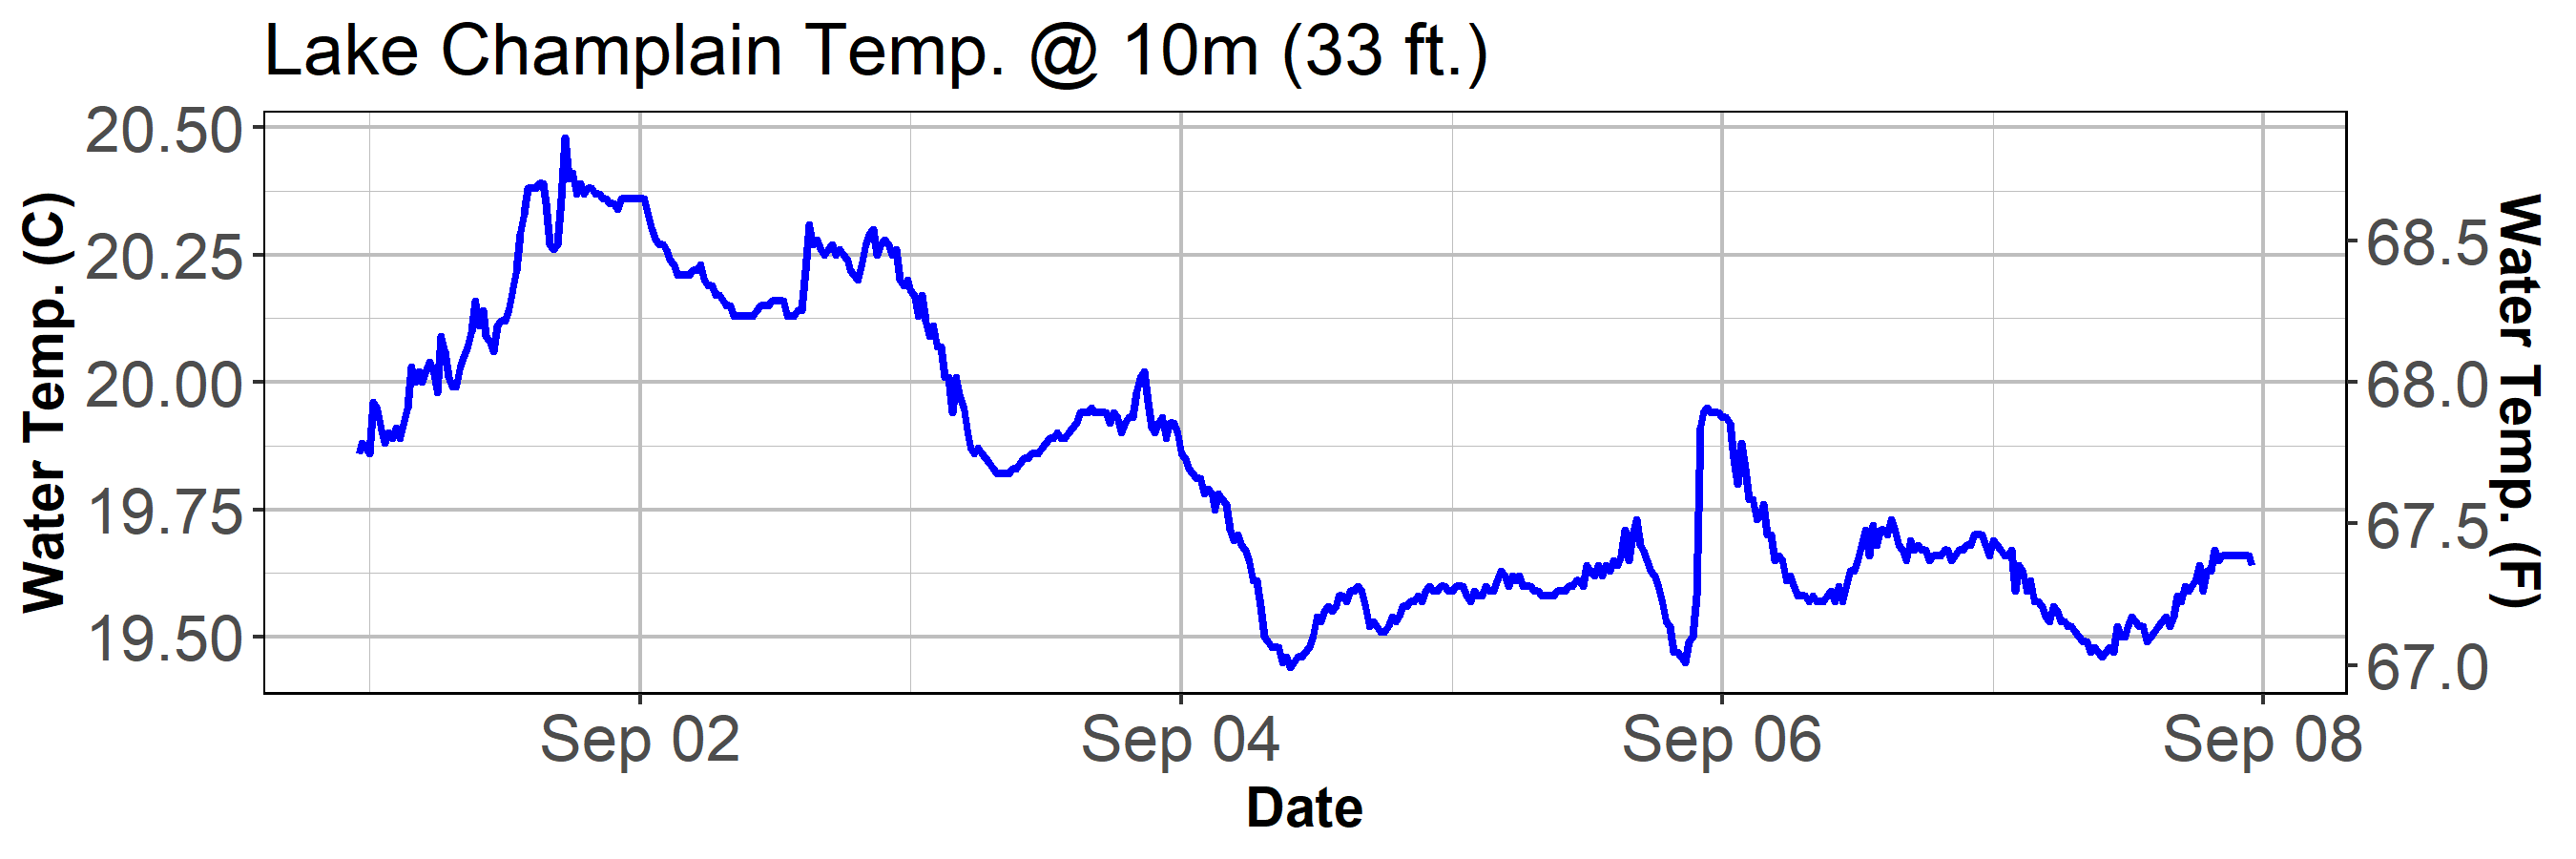 Lake Champlain Temp. @ 10m (33 ft.)
Water Temp. (C)
20.50
20.25
20.00
19.75
19.50
68.5
68.0
67.5
67.0
Water Temp. (F)
Sep 02
Sep 04
Sep 06
Sep 08
Date